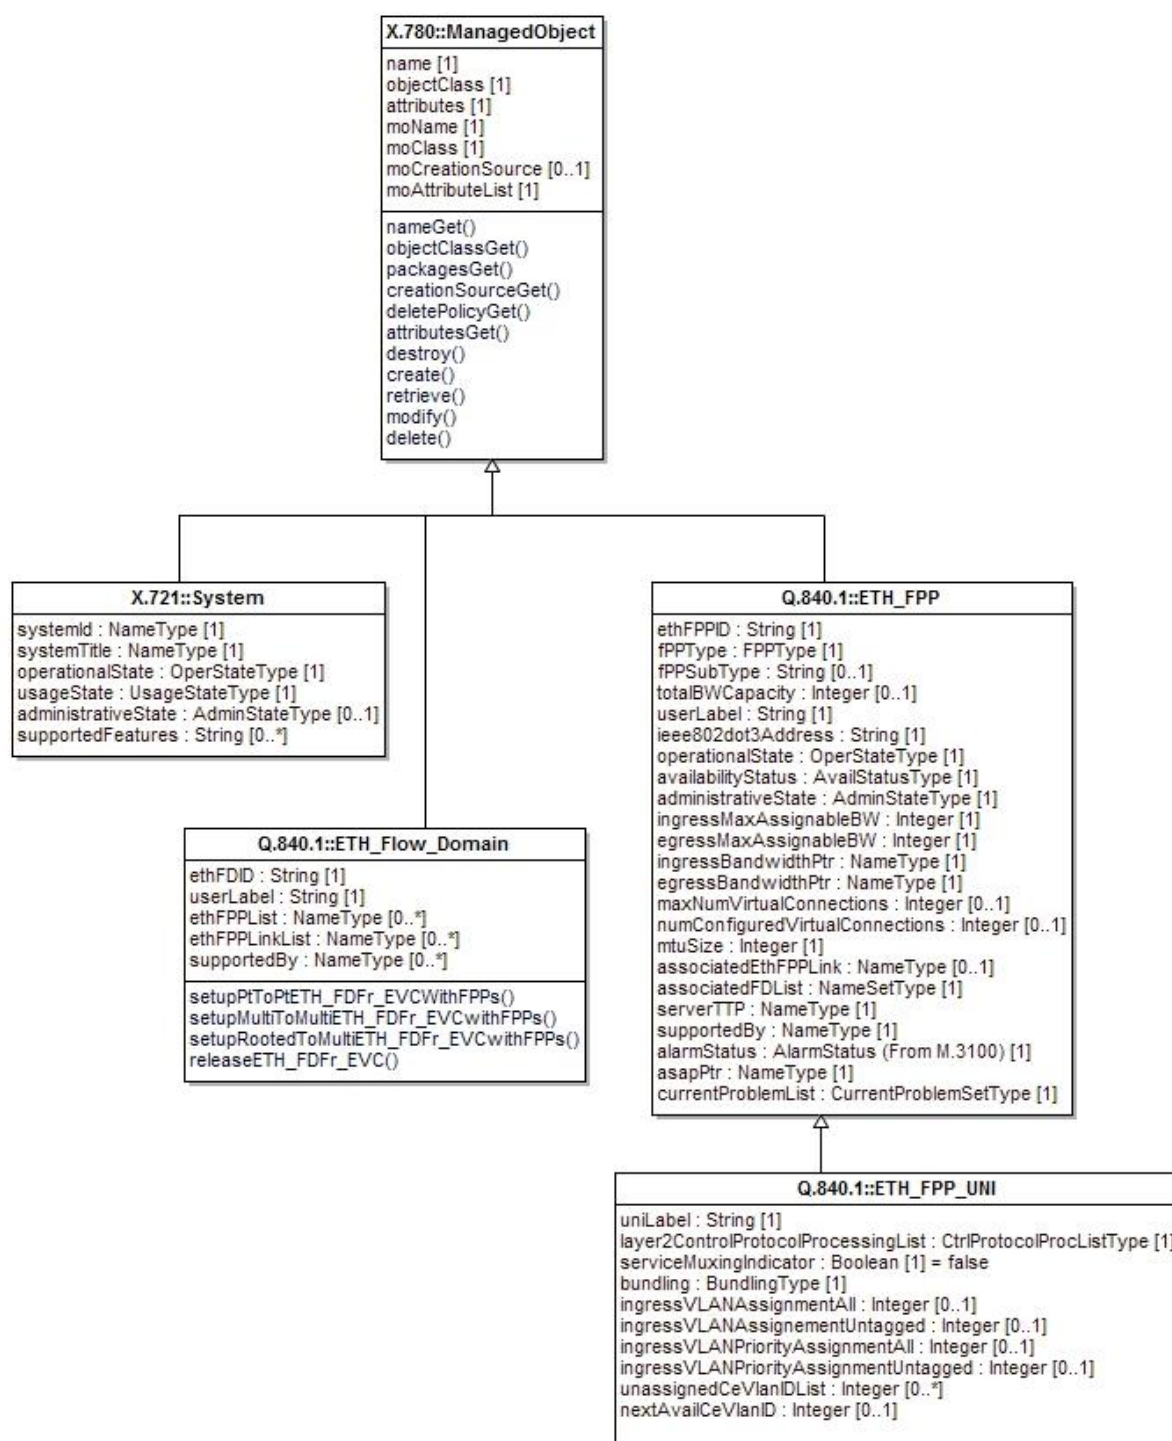 X.780::ManagedObject
name [1]
objectClass [1]
attributes [1]
moName [1]
moClass [1]
moCreationSource [0..1]
moAttributeList [1]
nameGet()
objectClassGet()
packagesGet()
creationSourceGet()
deletePolicyGet()
attributesGet()
destroy()
create()
retrieve()
modify()
delete()
X.721::System
systemId : NameType [1]
systemTitle : NameType [1]
operationalState : OperStateType [1]
usageState : UsageStateType [1]
administrativeState : AdminStateType [0..1]
supportedFeatures : String [0..*]
Q.840.1::ETH_Flow_Domain
ethFDID : String [1]
userLabel : String [1]
ethFPPList : NameType [0..*]
ethFPPLinkList : NameType [0..*]
supportedBy : NameType [0..*]
setupPtToPtETH_FDFr_EVCWithFPPs()
setupMultiToMultiETH_FDFr_EVCwithFPPs()
setupRootedToMultiETH_FDFr_EVCwithFPPs()
releaseETH_FDFr_EVC()
Q.840.1::ETH_FPP
ethFPPID : String [1]
fPPType : FPPType [1]
fPPSubType : String [0..1]
totalBWCapacity : Integer [0..1]
userLabel : String [1]
ieee802dot3Address : String [1]
operationalState : OperStateType [1]
availabilityStatus : AvailStatusType [1]
administrativeState : AdminStateType [1]
ingressMaxAssignableBW : Integer [1]
egressMaxAssignableBW : Integer [1]
ingressBandwidthPtr : NameType [1]
egressBandwidthPtr : NameType [1]
maxNumVirtualConnections : Integer [0..1]
numConfiguredVirtualConnections : Integer [0..1]
mtuSize : Integer [1]
associatedEthFPPLink : NameType [0..1]
associatedFDList : NameSetType [1]
serverTTP : NameType [1]
supportedBy : NameType [1]
alarmStatus : AlarmStatus (From M.3100) [1]
asapPtr : NameType [1]
currentProblemList : CurrentProblemSetType [1]
Q.840.1::ETH_FPP_UNI
uniLabel : String [1]
layer2ControlProtocolProcessingList : CtrlProtocolProcListType [1]
serviceMuxingIndicator : Boolean [1] = false
bundling : BundlingType [1]
ingressVLANAssignmentAll : Integer [0..1]
ingressVLANAssignementUntagged : Integer [0..1]
ingressVLANPriorityAssignmentAll : Integer [0..1]
ingressVLANPriorityAssignmentUntagged : Integer [0..1]
unassignedCeVlanIDList : Integer [0..*]
nextAvailCeVlanID : Integer [0..1]